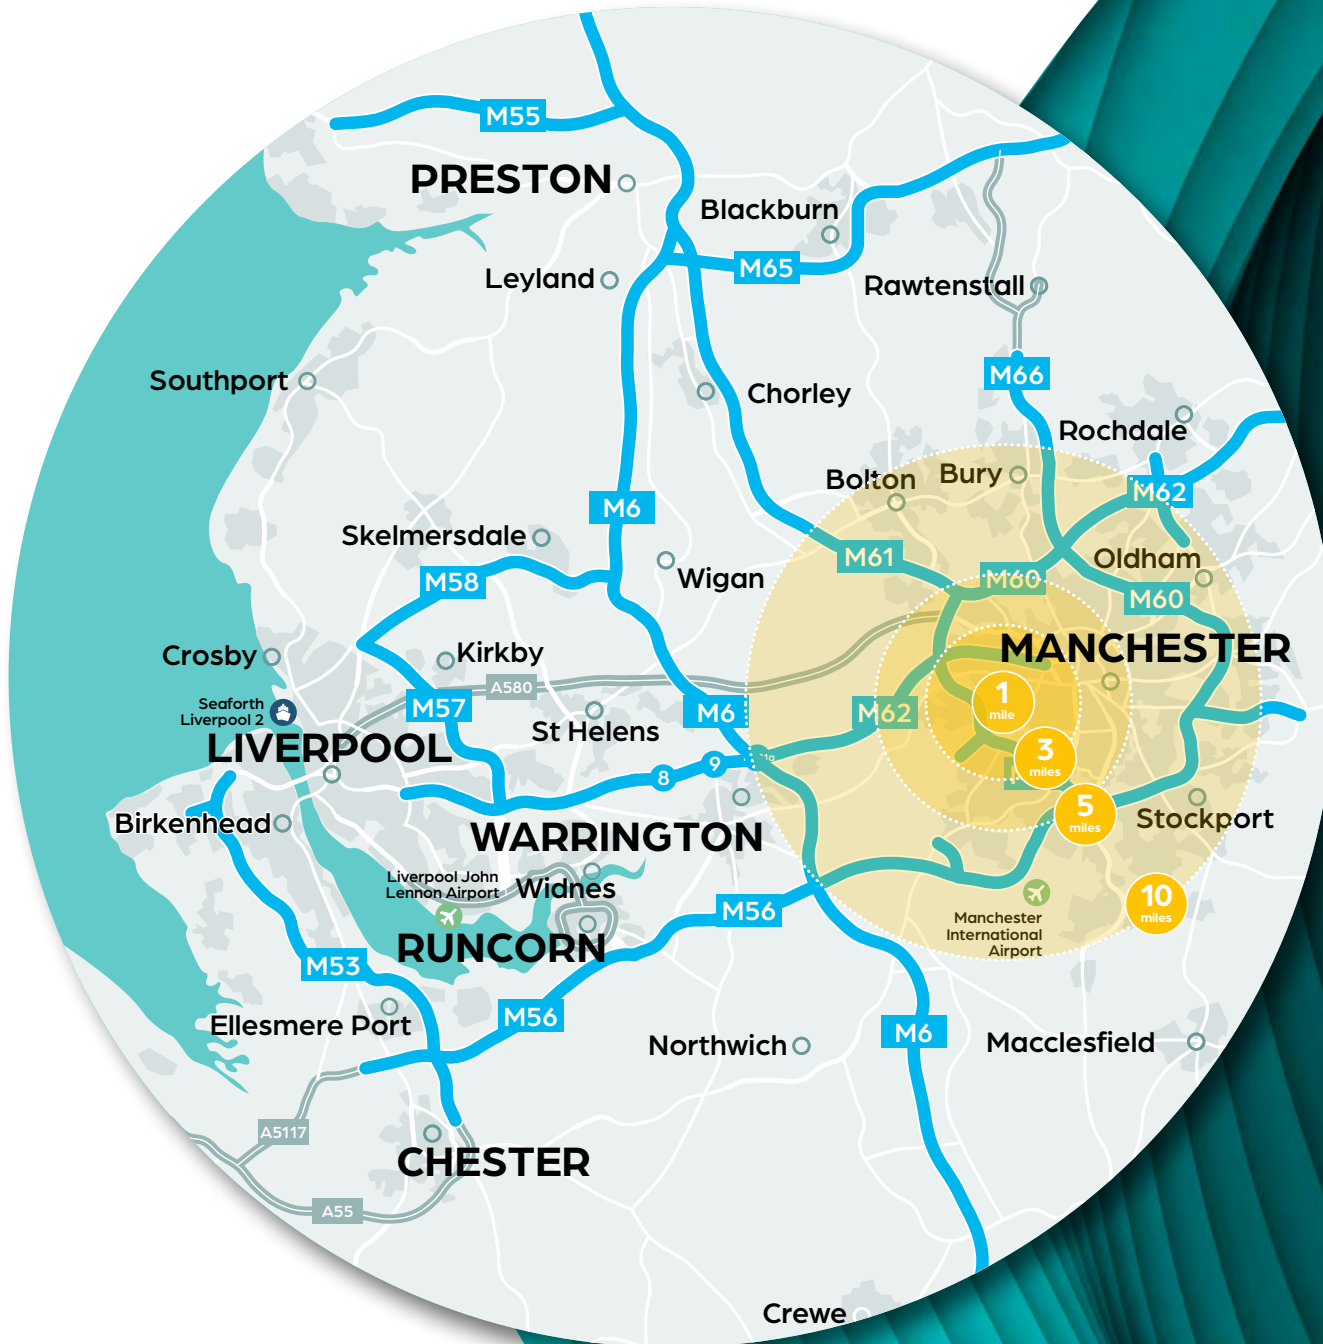 M55
PRESTON
Blackburn
M65
Leyland
Rawtenstall
M66
Southport
Chorley
Rochdale
Bolton
Bury
M62
M6
Skelmersdale
M61
Oldham
M60
Wigan
M58
M60
MANCHESTER
Crosby
Kirkby
A580
Seaforth
Liverpool 2
M57
M6
M62
1
mile
St Helens
LIVERPOOL
3
miles
8
9
5
miles
Birkenhead
WARRINGTON
Stockport
Liverpool John
Lennon Airport
Widnes
M56
10
miles
Manchester
International
Airport
RUNCORN
M53
M56
Ellesmere Port
Northwich
M6
Macclesfield
A5117
CHESTER
A55
Crewe